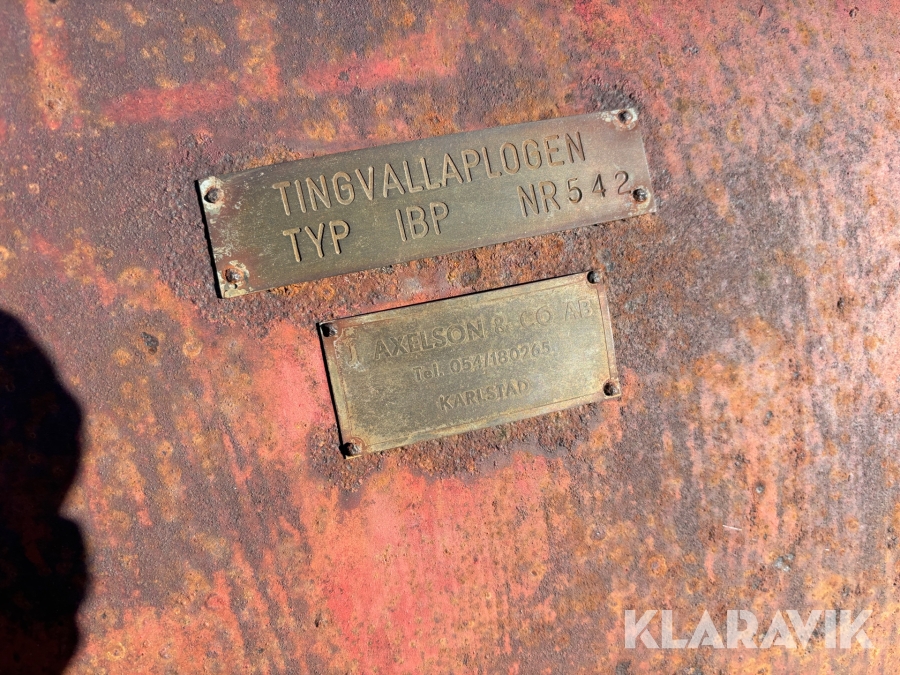 TINGVALLAPLOGEN
TYP IBP NR 542
J. AXELSON & CO AB
Tel. 054/180265
KARLSTAD
KLARAVIK